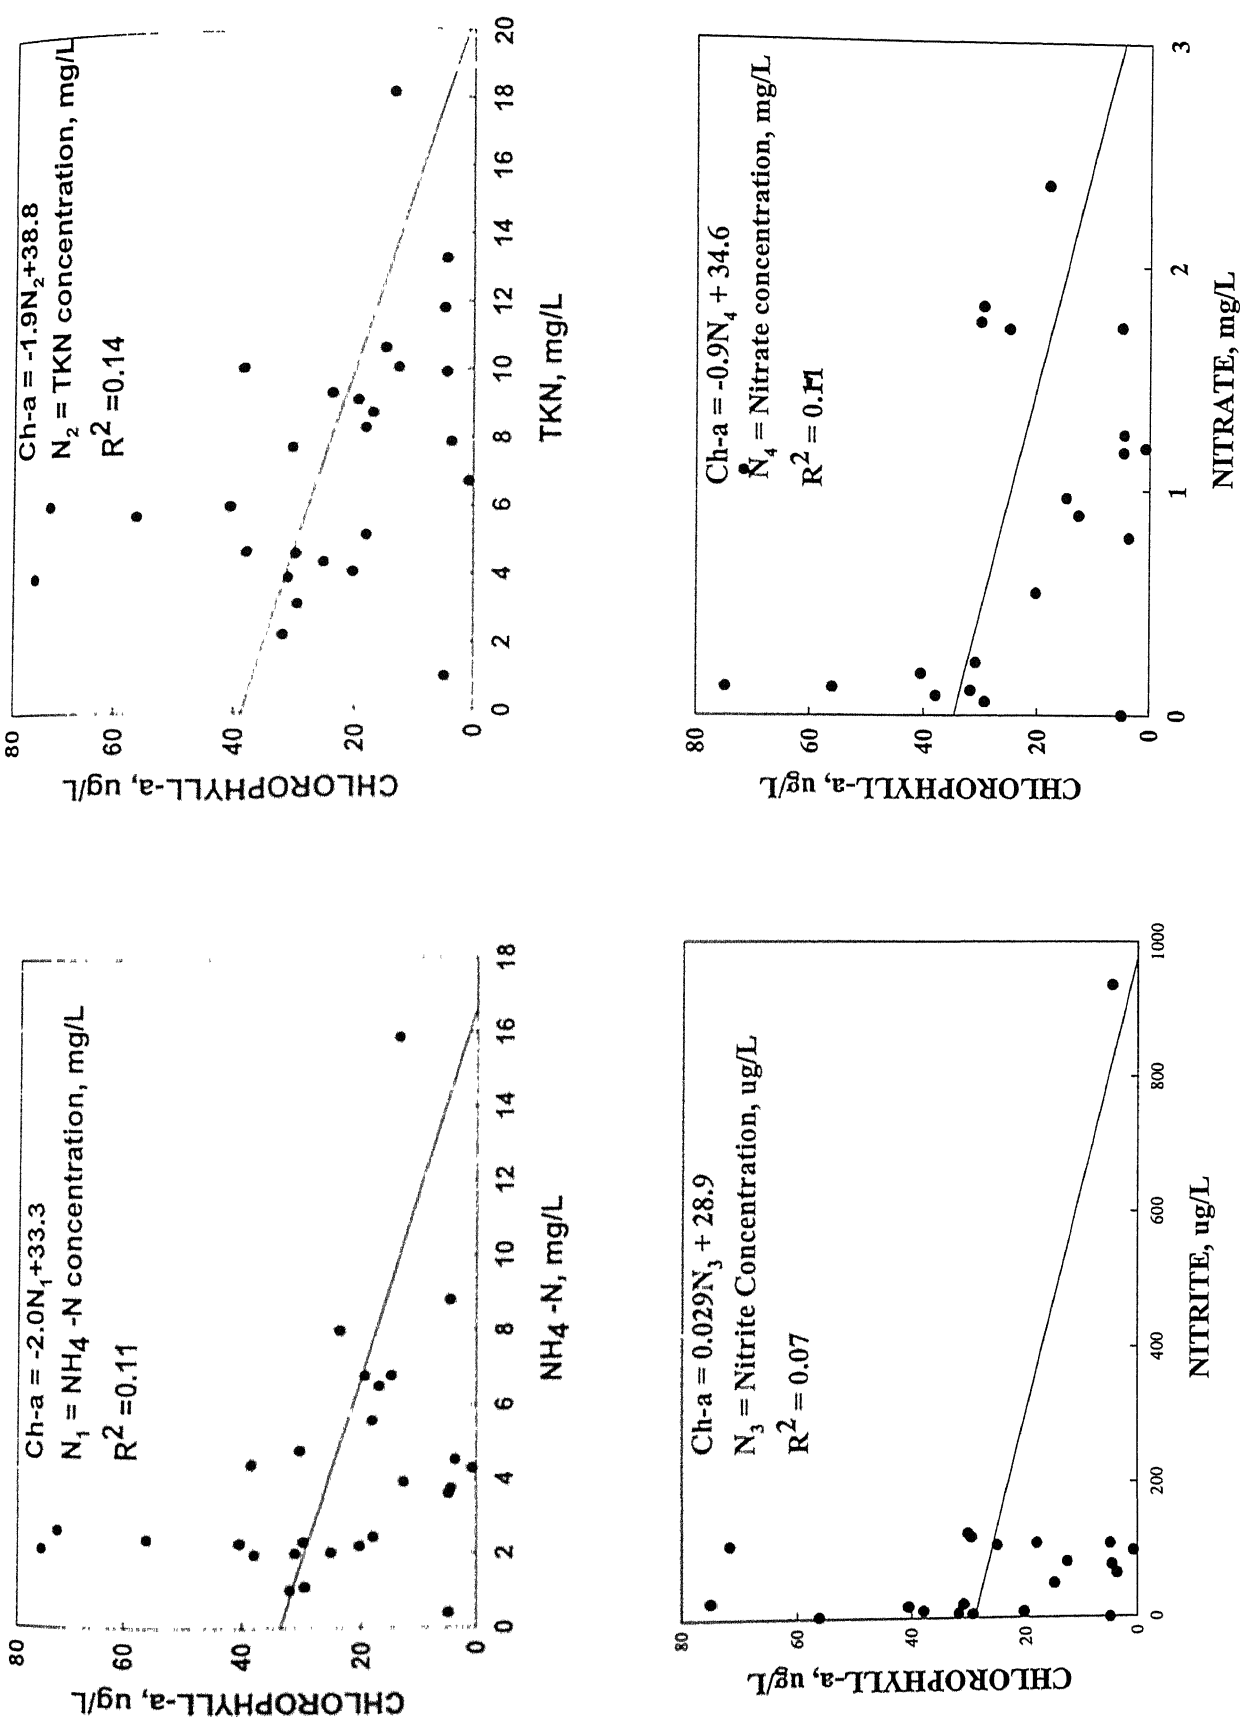 Ch-a = -2.0N1+33.3
N1 = NH4 -N concentration, mg/L
R2 =0.11
CHLOROPHYLL-a, ug/L
80
60
40
20
0
0 2 4 6 8 10 12 14 16 18
NH4 -N, mg/L
Ch-a = -1.9N2+38.8
N2 = TKN concentration, mg/L
R2 =0.14
CHLOROPHYLL-a, ug/L
80
60
40
20
0
0 2 4 6 8 10 12 14 16 18 20
TKN, mg/L
Ch-a = 0.029N3 + 28.9
N3 = Nitrite Concentration, ug/L
R2 = 0.07
CHLOROPHYLL-a, ug/L
80
60
40
20
0
0 200 400 600 800 1000
NITRITE, ug/L
Ch-a = -0.9N4 + 34.6
N4 = Nitrate concentration, mg/L
R2 = 0.11
CHLOROPHYLL-a, ug/L
80
60
40
20
0
0 1 2 3
NITRATE, mg/L